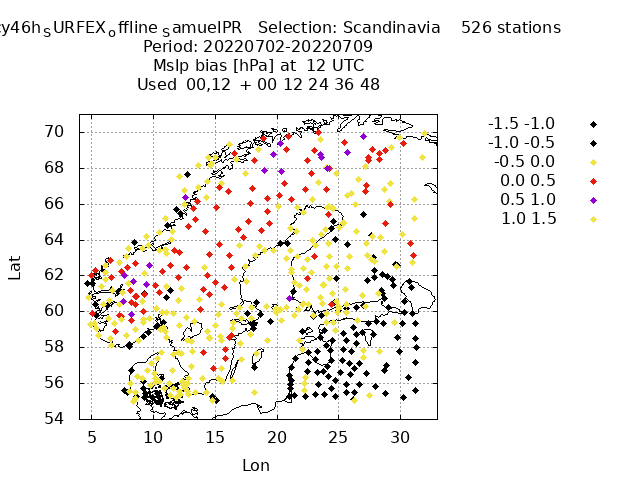 cy46h_SURFEX_offline_SamuelPR Selection: Scandinavia 526 stations
Period: 20220702-20220709
Mslp bias [hPa] at 12 UTC
Used 00,12 + 00 12 24 36 48
-1.5 -1.0
-1.0 -0.5
-0.5 0.0
0.0 0.5
0.5 1.0
1.0 1.5
70
68
66
64
62
60
58
56
54
Lat
5 10 15 20 25 30
Lon